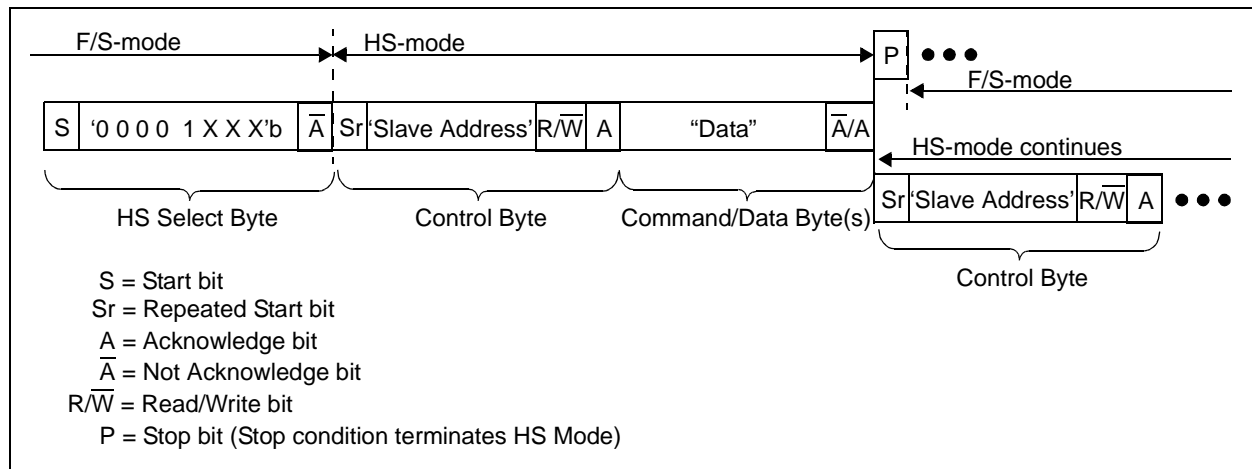 F/S-mode HS-mode
P
F/S-mode
S '0 0 0 0 1 X X X'b A̅ Sr 'Slave Address' R/W̅ A "Data" A̅/A
HS-mode continues
Sr 'Slave Address' R/W̅ A
HS Select Byte Control Byte Command/Data Byte(s)
Control Byte
S = Start bit
Sr = Repeated Start bit
A = Acknowledge bit
A̅ = Not Acknowledge bit
R/W̅ = Read/Write bit
P = Stop bit (Stop condition terminates HS Mode)